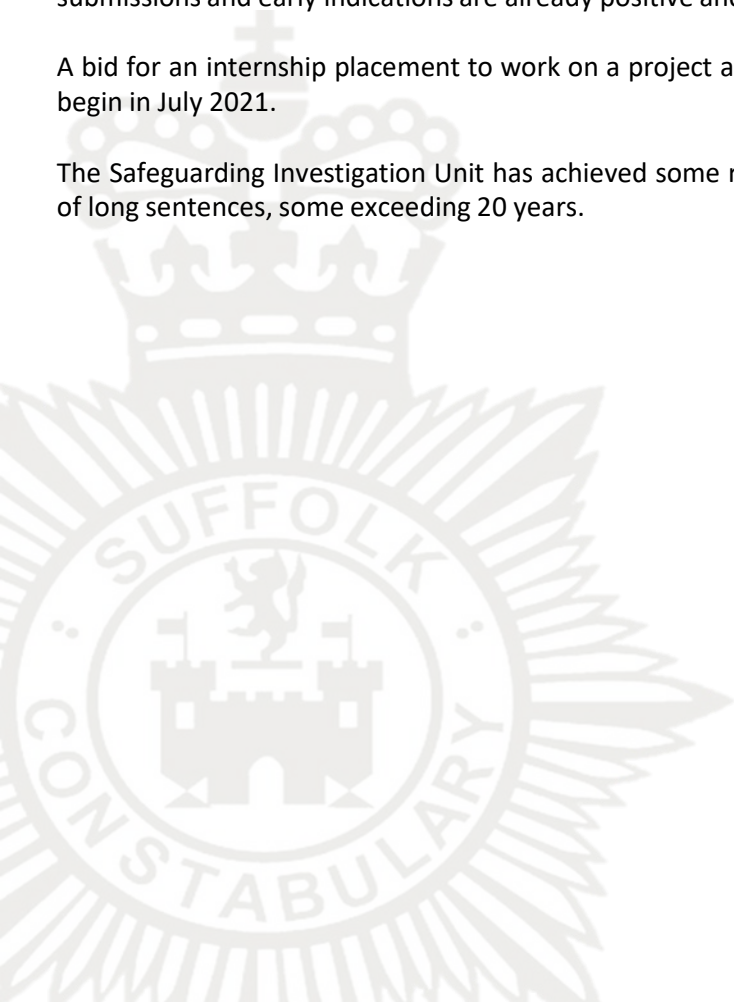 submissions and early indications are already positive and
A bid for an internship placement to work on a project a
begin in July 2021.
The Safeguarding Investigation Unit has achieved some
of long sentences, some exceeding 20 years.
SUFFOLK
CONSTABULARY